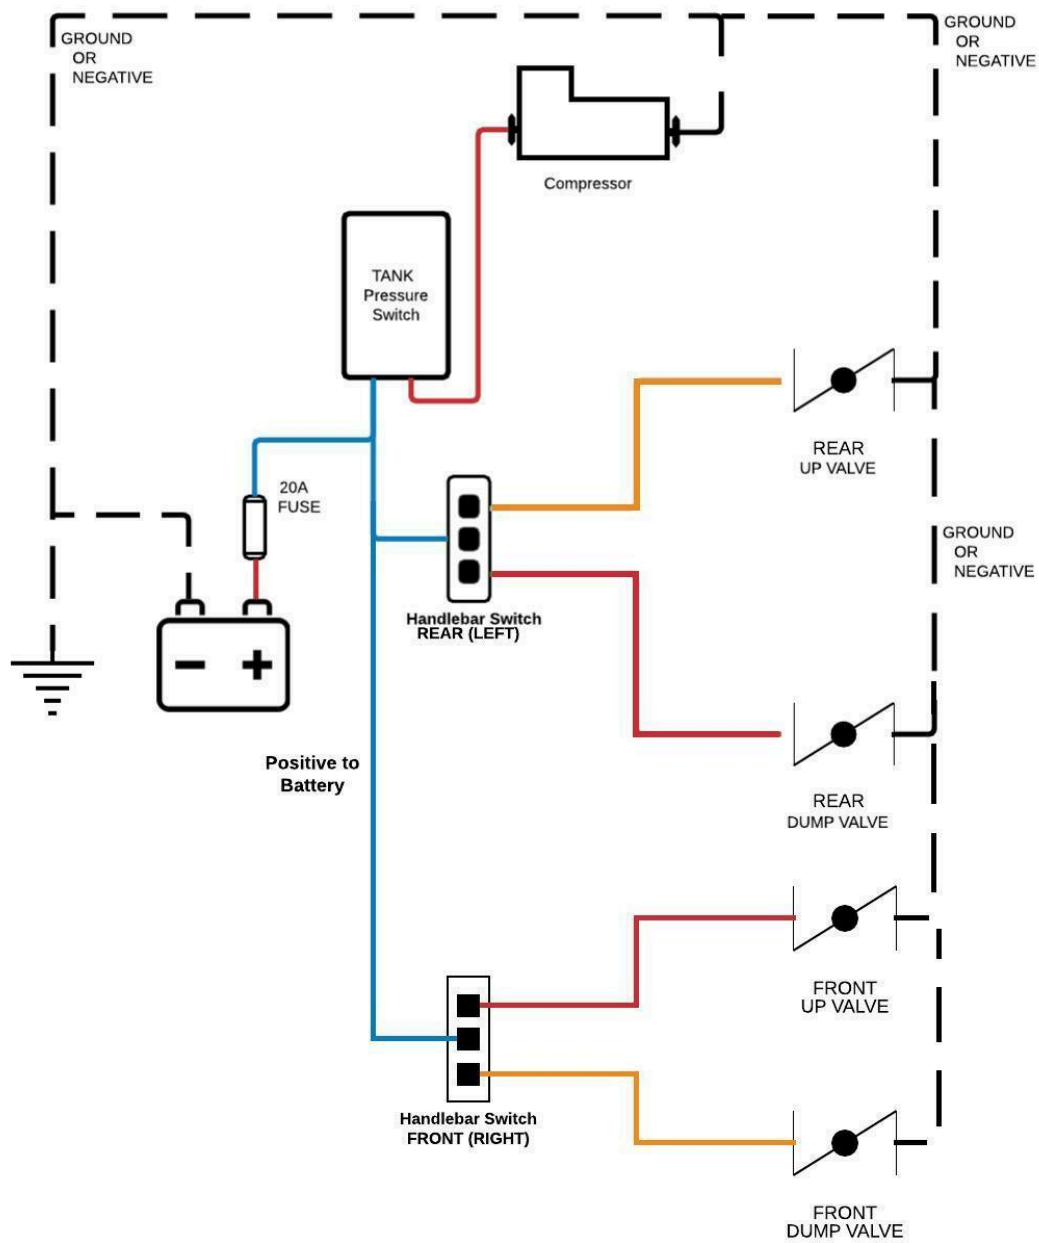 GROUND
OR
NEGATIVE
GROUND
OR
NEGATIVE
Compressor
TANK
Pressure
Switch
REAR
UP VALVE
20A
FUSE
GROUND
OR
NEGATIVE
Handlebar Switch
REAR (LEFT)
Positive to
Battery
REAR
DUMP VALVE
FRONT
UP VALVE
Handlebar Switch
FRONT (RIGHT)
FRONT
DUMP VALVE